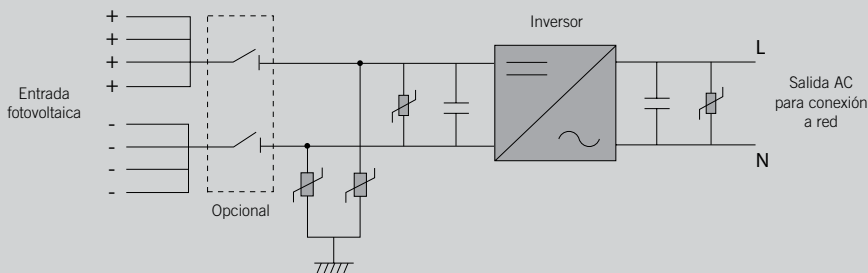 Inversor
+
+
+
+
L
Entrada
fotovoltaica
Salida AC
para conexión
a red
-
-
-
-
N
Opcional